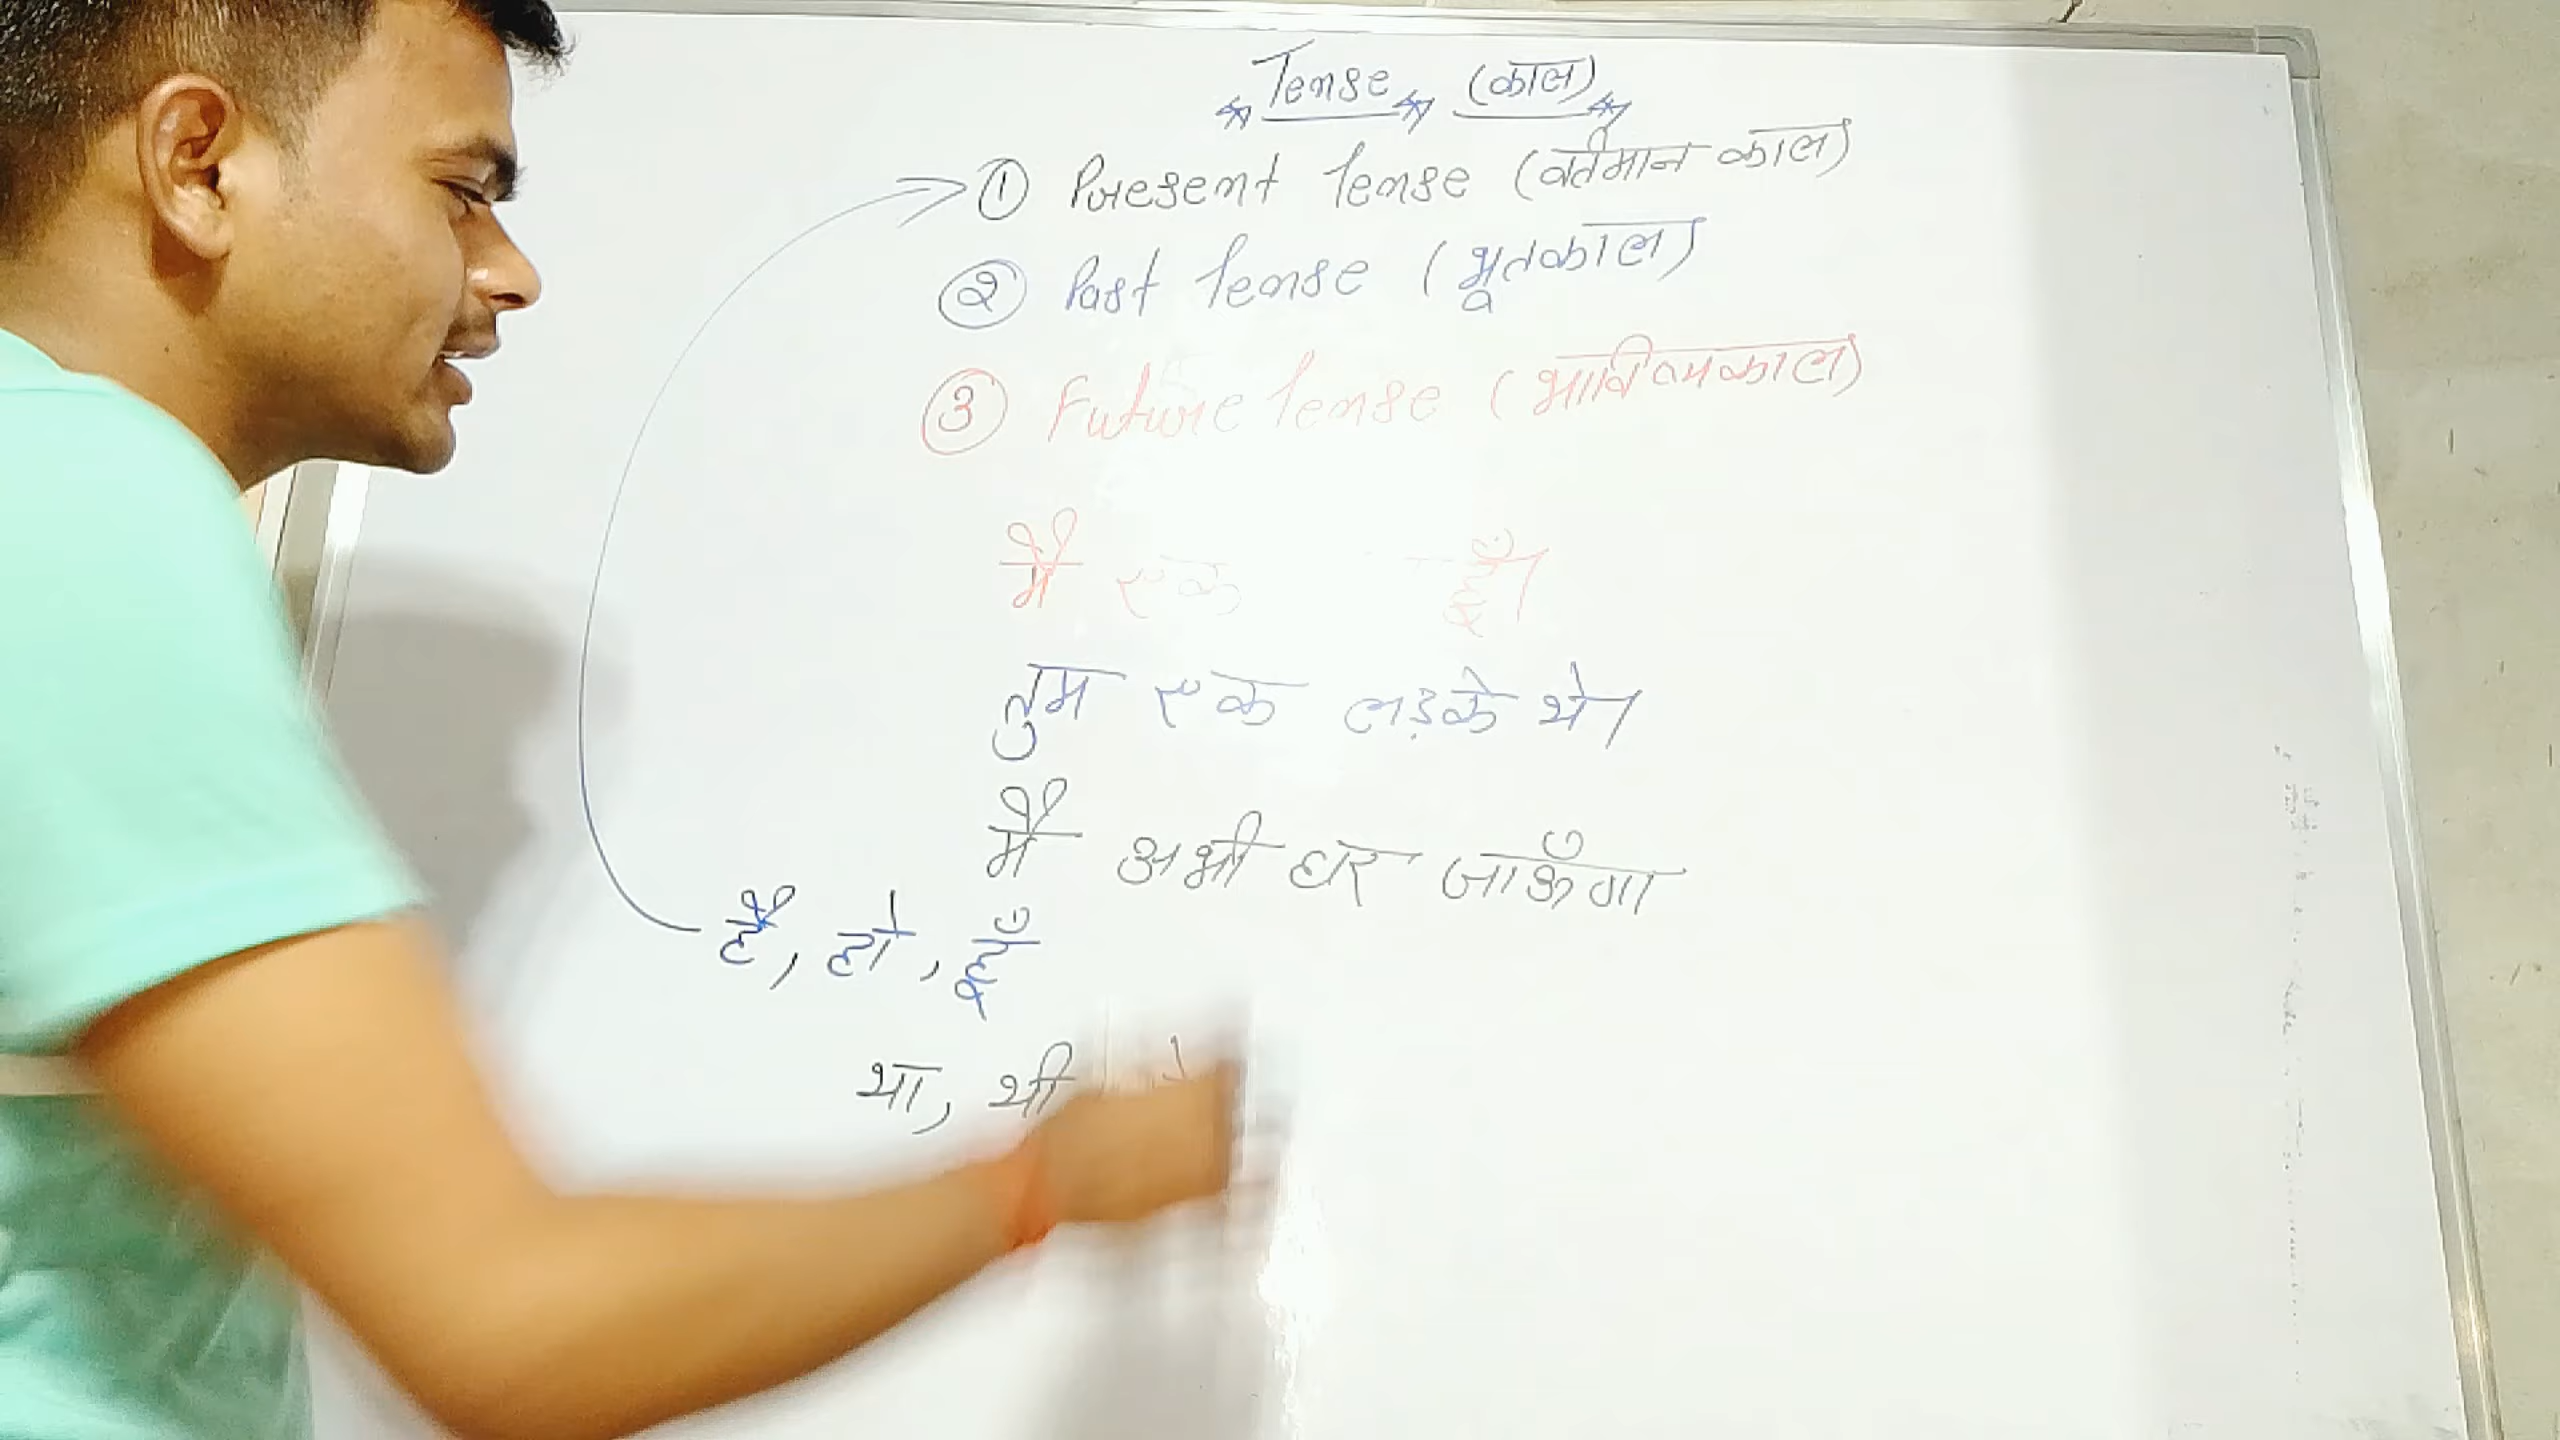 Tense (काल)
① Present Tense (वर्तमान काल)
② Past Tense (भूतकाल)
③ Future Tense (भाविष्यकाल)
मैं एक हूँ।
तुम एक लड़के थे।
मैं अभी घर जाऊँगा
हैं, हो, हूँ
था, थी